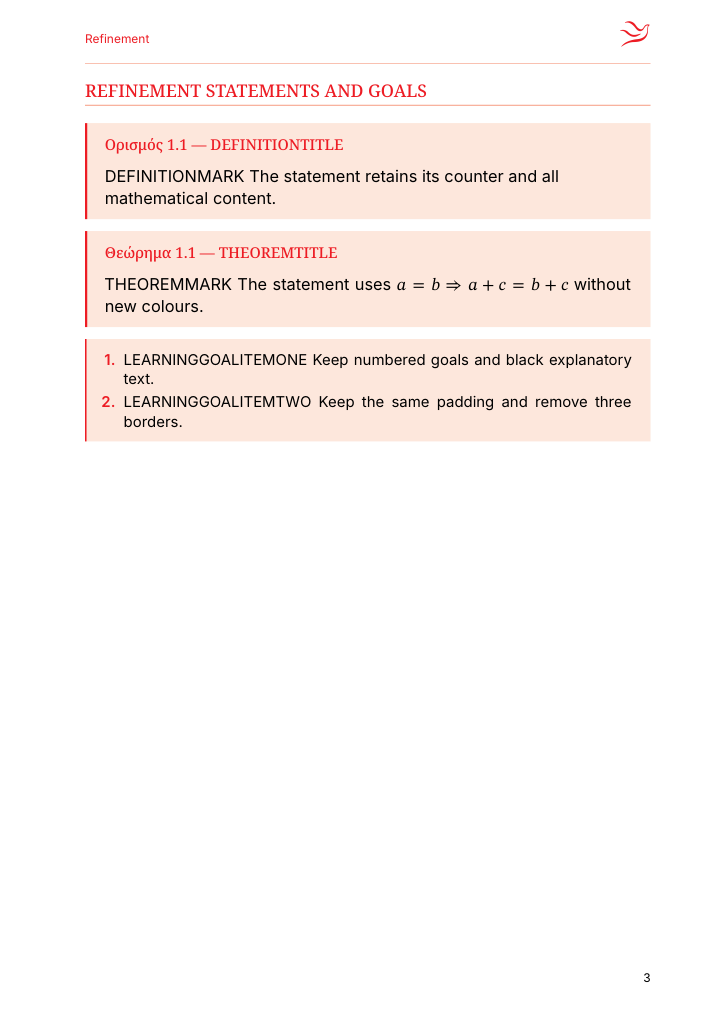 Refinement
REFINEMENT STATEMENTS AND GOALS
Ορισμός 1.1 — DEFINITIONTITLE
DEFINITIONMARK The statement retains its counter and all
mathematical content.
Θεώρημα 1.1 — THEOREMTITLE
THEOREMMARK The statement uses a = b ⇒ a + c = b + c without
new colours.
1. LEARNINGGOALITEMONE Keep numbered goals and black explanatory
text.
2. LEARNINGGOALITEMTWO Keep the same padding and remove three
borders.
3